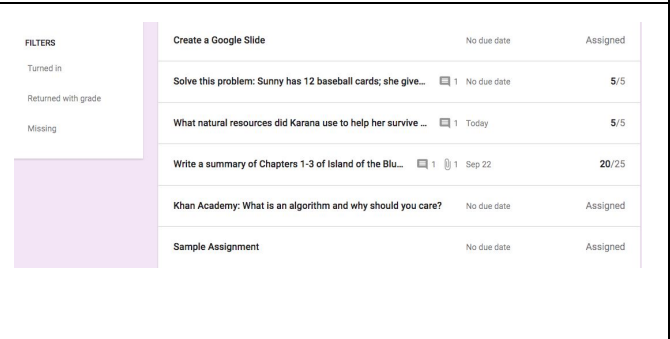 FILTERS
Turned in
Returned with grade
Missing
Create a Google Slide No due date Assigned
Solve this problem: Sunny has 12 baseball cards; she give... 1 No due date 5/5
What natural resources did Karana use to help her survive ... 1 Today 5/5
Write a summary of Chapters 1-3 of Island of the Blu... 1 1 Sep 22 20/25
Khan Academy: What is an algorithm and why should you care? No due date Assigned
Sample Assignment No due date Assigned